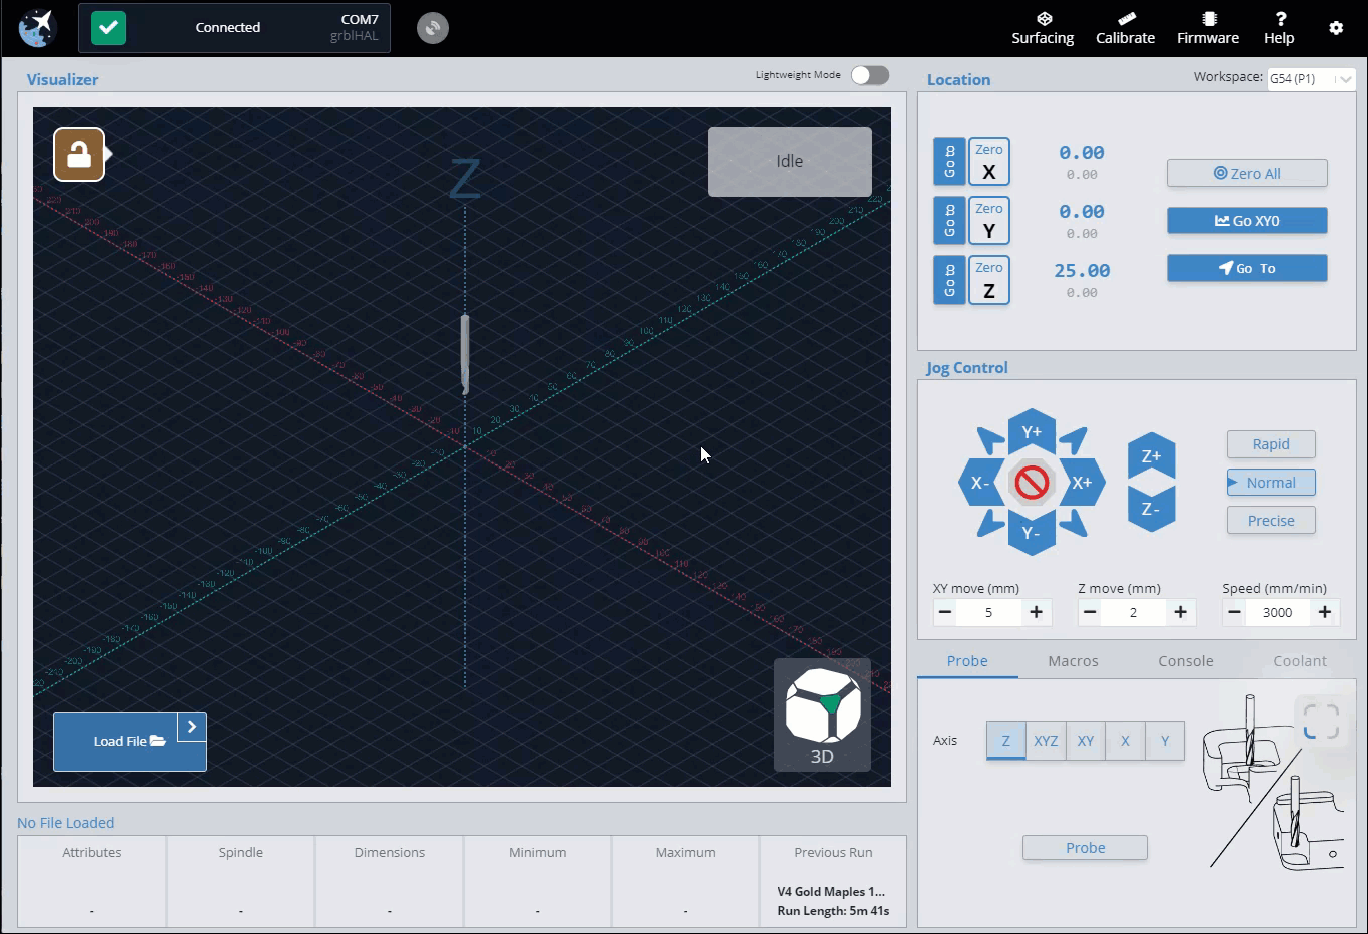 Connected
COM7
grblHAL
Surfacing
Calibrate
Firmware
Help
Visualizer
Lightweight Mode
Z
Idle
Load File
3D
Location
Workspace: G54 (P1)
GOTO
Zero
X
0.00
0.00
GOTO
Zero
Y
0.00
0.00
GOTO
Zero
Z
25.00
0.00
Zero All
Go XY0
Go To
Jog Control
Y+
X-
X+
Y-
Z+
Z-
Rapid
Normal
Precise
XY move (mm)
5
Z move (mm)
2
Speed (mm/min)
3000
Probe Macros Console Coolant
Axis
Z XYZ XY X Y
Probe
No File Loaded
Attributes Spindle Dimensions Minimum Maximum Previous Run
- - - - -
V4 Gold Maples 1...
Run Length: 5m 41s